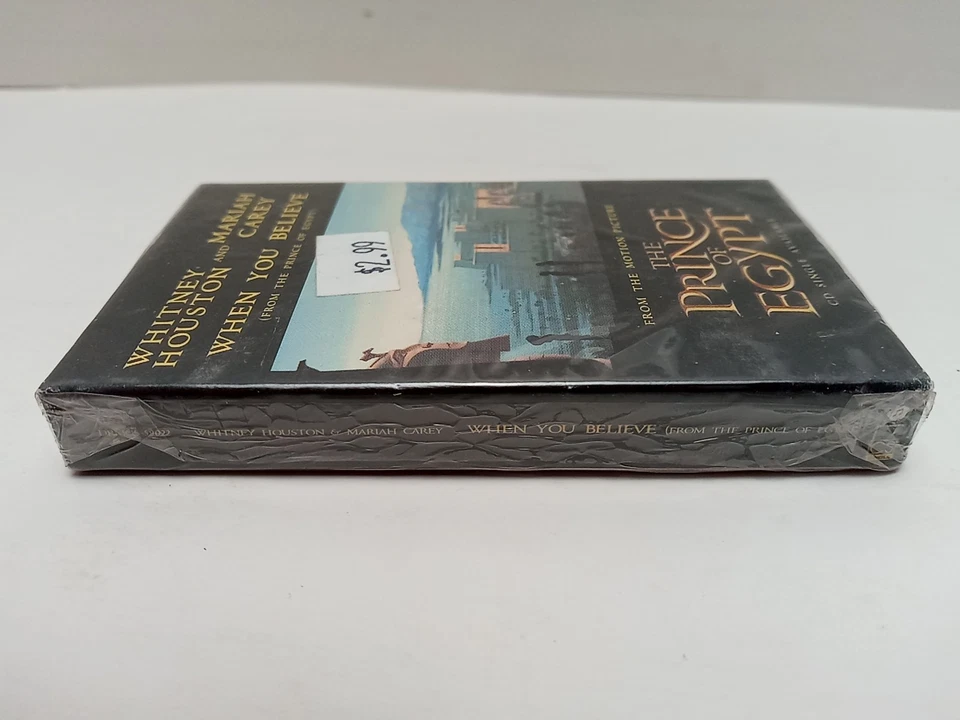 WHITNEY
HOUSTON AND MARIAH
CAREY
WHEN YOU BELIEVE
(FROM THE PRINCE OF EGYPT)
$2.99
FROM THE MOTION PICTURE
THE
PRINCE
OF
EGYPT
CD SINGLE
WHITNEY HOUSTON & MARIAH CAREY WHEN YOU BELIEVE (FROM THE PRINCE OF